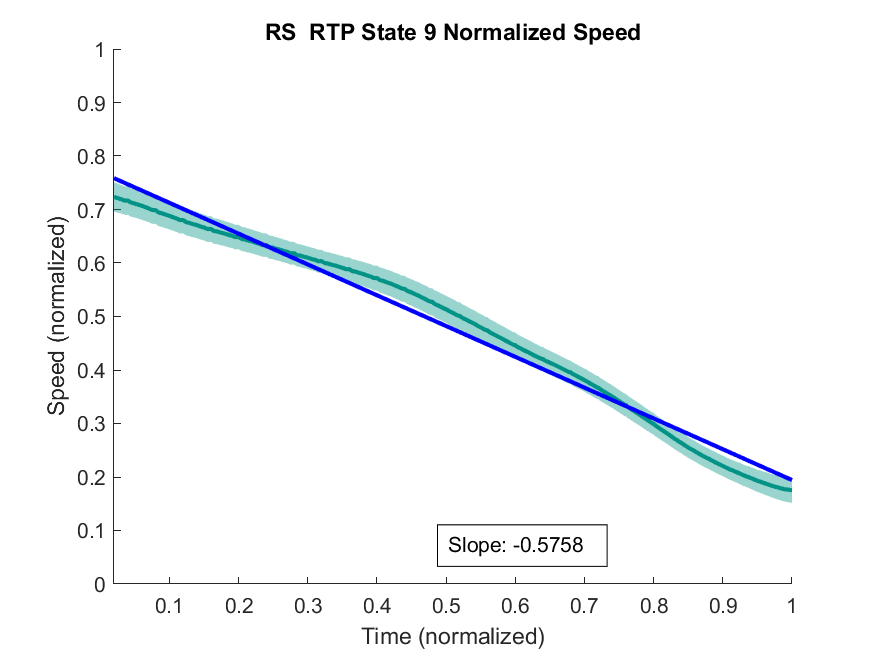 RS  RTP State 9 Normalized Speed
1
0.9
0.8
0.7
0.6
0.5
0.4
0.3
0.2
0.1
0
Speed (normalized)
Slope: -0.5758
0.1 0.2 0.3 0.4 0.5 0.6 0.7 0.8 0.9 1
Time (normalized)